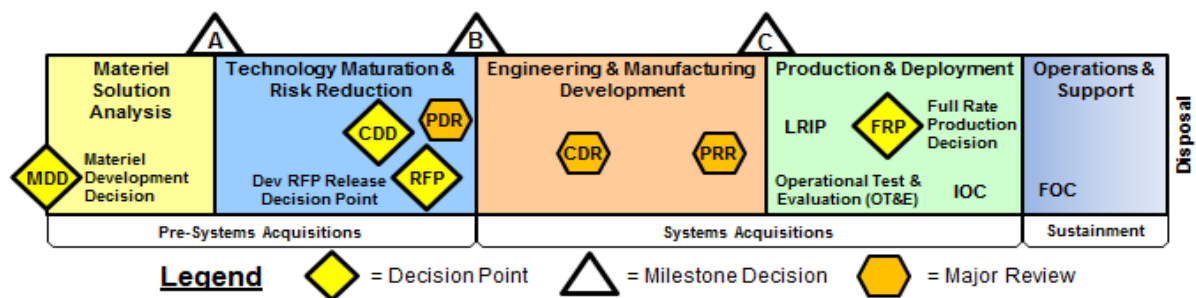 A
B
C
Materiel
Solution
Analysis
MDD
Materiel
Development
Decision
Technology Maturation &
Risk Reduction
CDD
PDR
Dev RFP Release
Decision Point
RFP
Engineering & Manufacturing
Development
CDR
PRR
Production & Deployment
LRIP
FRP
Full Rate
Production
Decision
Operational Test &
Evaluation (OT&E)
IOC
Operations &
Support
FOC
Disposal
Pre-Systems Acquisitions
Systems Acquisitions
Sustainment
Legend
= Decision Point
= Milestone Decision
= Major Review